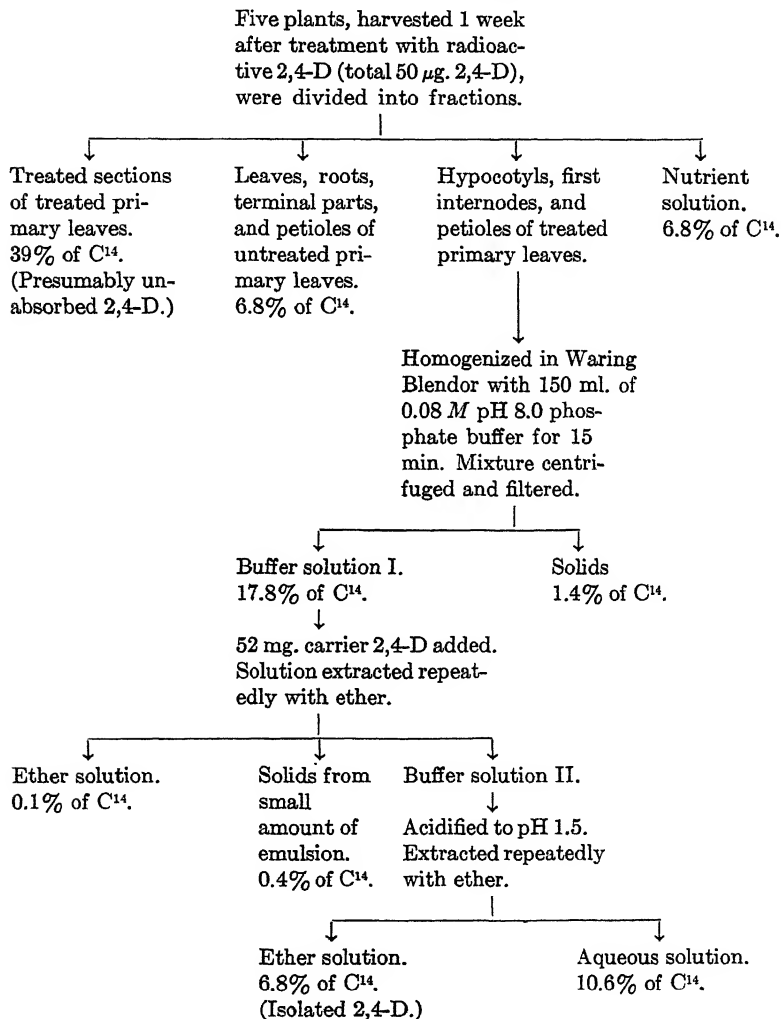 Five plants, harvested 1 week
after treatment with radioac-
tive 2,4-D (total 50 μg. 2,4-D),
were divided into fractions.
Treated sections
of treated pri-
mary leaves.
39% of C¹⁴.
(Presumably un-
absorbed 2,4-D.)
Leaves, roots,
terminal parts,
and petioles of
untreated pri-
mary leaves.
6.8% of C¹⁴.
Hypocotyls, first
internodes, and
petioles of treated
primary leaves.
Nutrient
solution.
6.8% of C¹⁴.
Homogenized in Waring
Blendor with 150 ml. of
0.08 M pH 8.0 phos-
phate buffer for 15
min. Mixture centri-
fuged and filtered.
Buffer solution I.
17.8% of C¹⁴.
Solids
1.4% of C¹⁴.
52 mg. carrier 2,4-D added.
Solution extracted repeat-
edly with ether.
Ether solution.
0.1% of C¹⁴.
Solids from
small
amount of
emulsion.
0.4% of C¹⁴.
Buffer solution II.
Acidified to pH 1.5.
Extracted repeatedly
with ether.
Ether solution.
6.8% of C¹⁴.
(Isolated 2,4-D.)
Aqueous solution.
10.6% of C¹⁴.